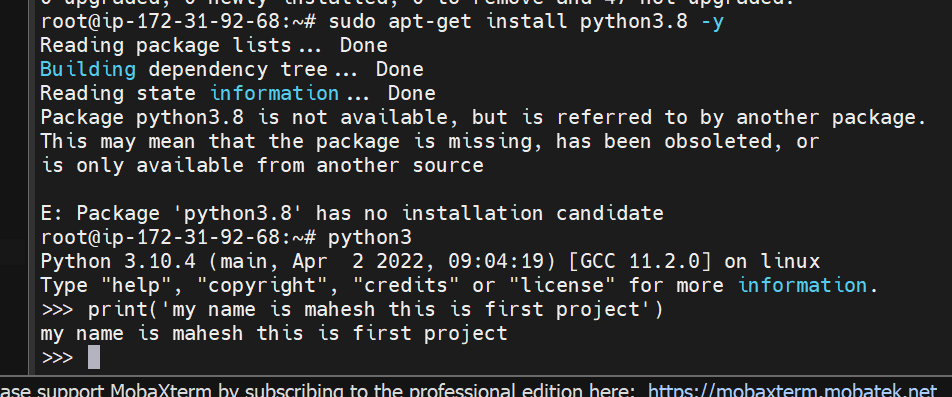 0 upgraded, 0 newly installed, 0 to remove and 47 not upgraded.
root@ip-172-31-92-68:~# sudo apt-get install python3.8 -y
Reading package lists... Done
Building dependency tree... Done
Reading state information... Done
Package python3.8 is not available, but is referred to by another package.
This may mean that the package is missing, has been obsoleted, or
is only available from another source
E: Package 'python3.8' has no installation candidate
root@ip-172-31-92-68:~# python3
Python 3.10.4 (main, Apr  2 2022, 09:04:19) [GCC 11.2.0] on linux
Type "help", "copyright", "credits" or "license" for more information.
>>> print('my name is mahesh this is first project')
my name is mahesh this is first project
>>>
ase support MobaXterm by subscribing to the professional edition here: https://mobaxterm.mobatek.net